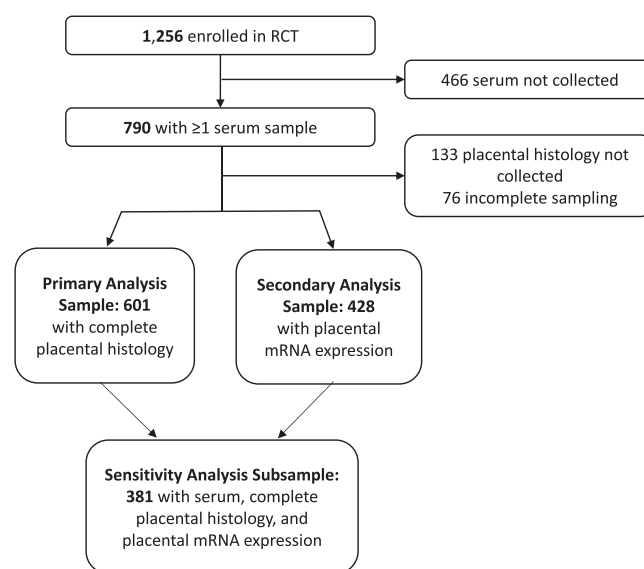 1,256 enrolled in RCT
466 serum not collected
790 with ≥1 serum sample
133 placental histology not
collected
76 incomplete sampling
Primary Analysis
Sample: 601
with complete
placental histology
Secondary Analysis
Sample: 428
with placental
mRNA expression
Sensitivity Analysis Subsample:
381 with serum, complete
placental histology, and
placental mRNA expression